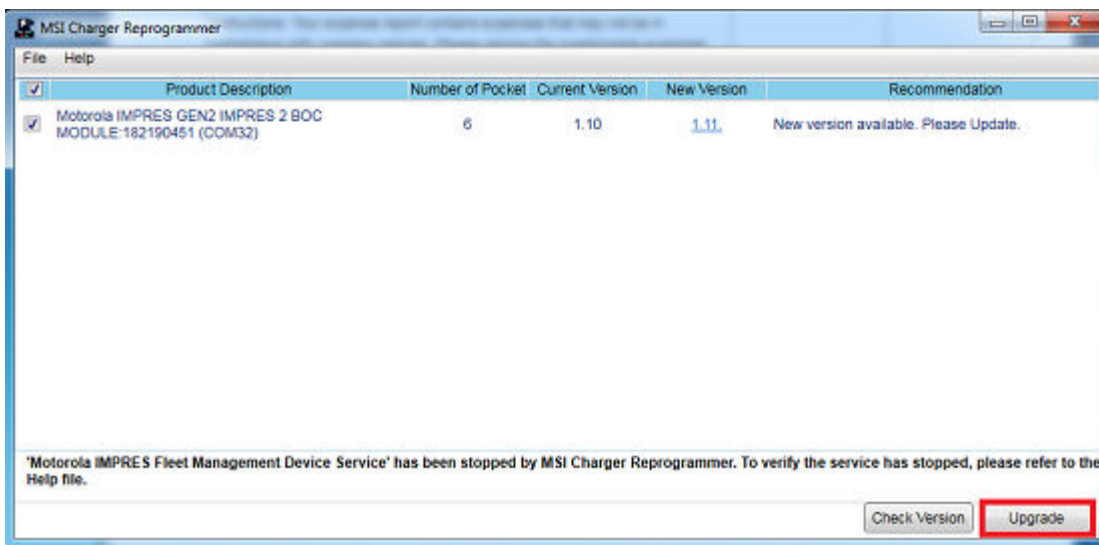 MSI Charger Reprogrammer
File Help
Product Description Number of Pocket Current Version New Version Recommendation
Motorola IMPRES GEN2 IMPRES 2 BOC
MODULE:182190451 (COM32) 6 1.10 1.11. New version available. Please Update.
'Motorola IMPRES Fleet Management Device Service' has been stopped by MSI Charger Reprogrammer. To verify the service has stopped, please refer to the
Help file.
Check Version Upgrade